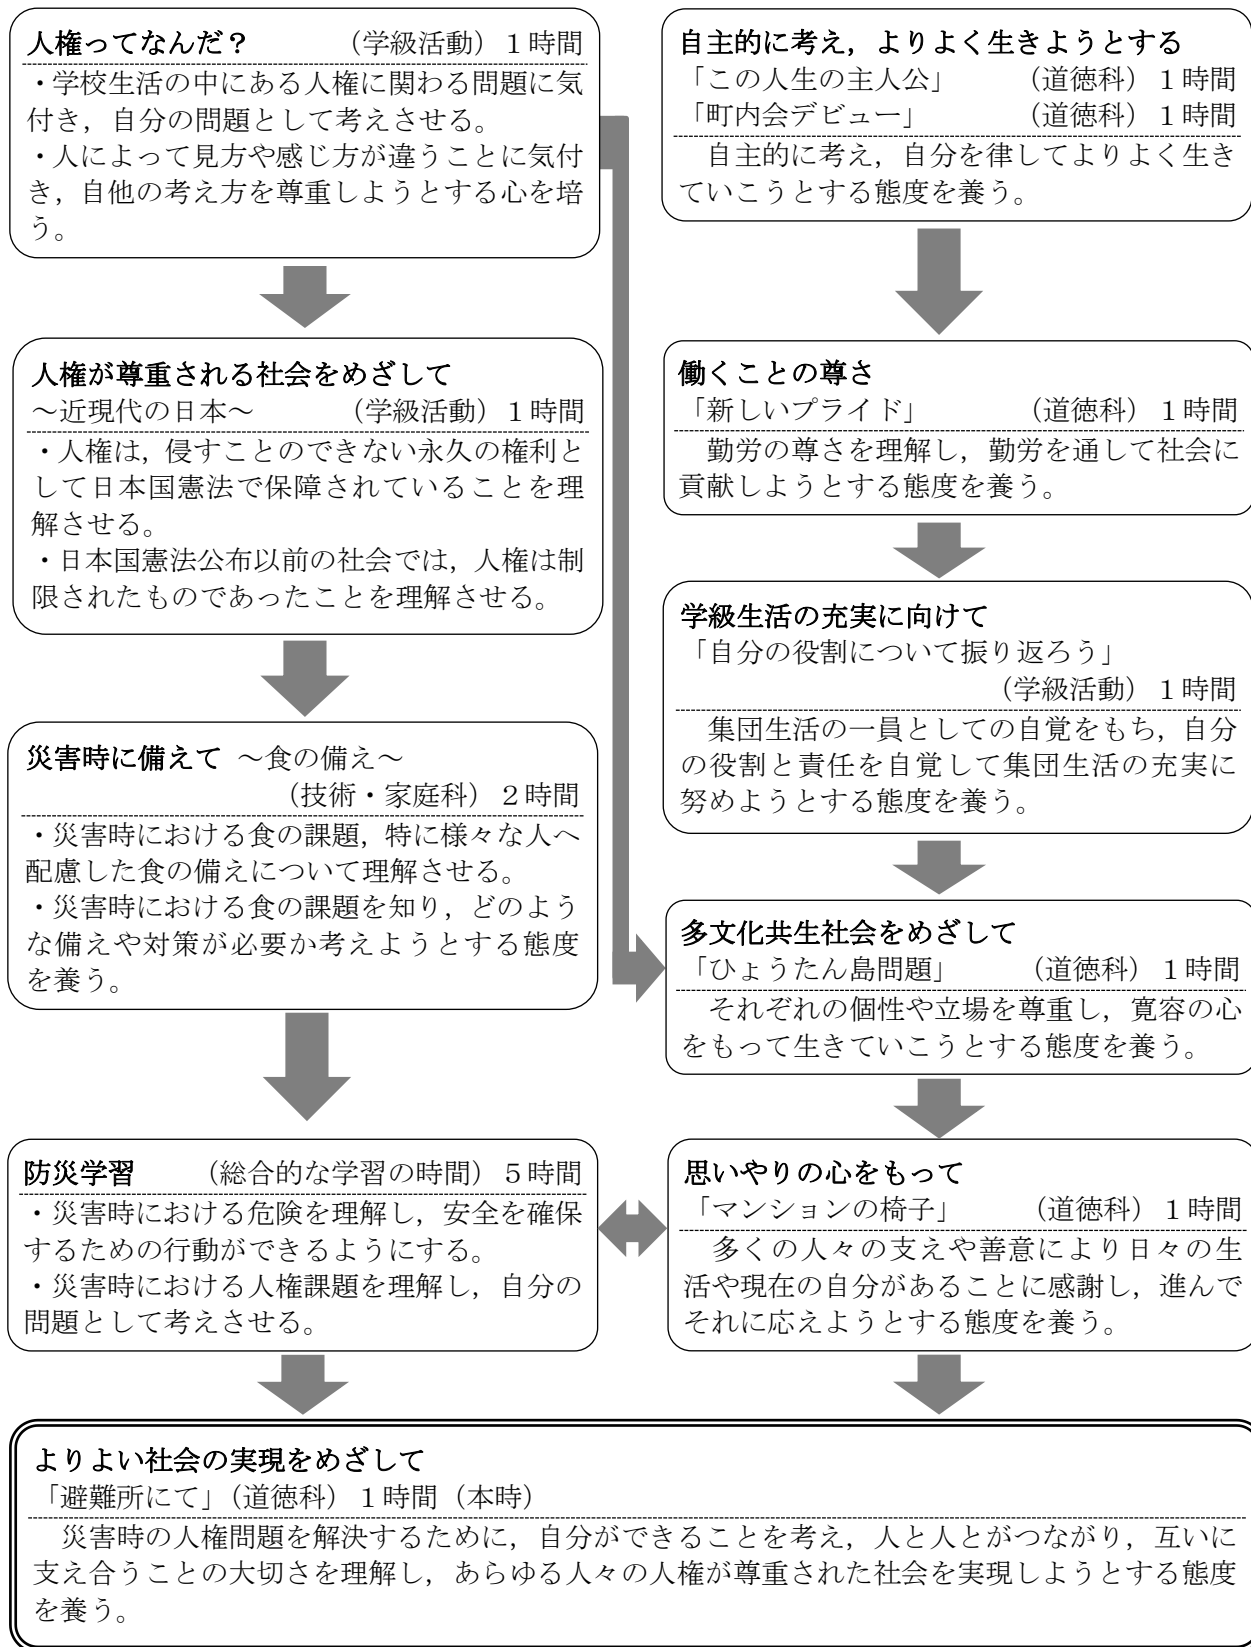 人権ってなんだ？　（学級活動）１時間
・学校生活の中にある人権に関わる問題に気
付き，自分の問題として考えさせる。
・人によって見方や感じ方が違うことに気付
き，自他の考え方を尊重しようとする心を培
う。
人権が尊重される社会をめざして
～近現代の日本～　（学級活動）１時間
・人権は，侵すことのできない永久の権利と
して日本国憲法で保障されていることを理
解させる。
・日本国憲法公布以前の社会では，人権は制
限されたものであったことを理解させる。
災害時に備えて ～食の備え～
（技術・家庭科）２時間
・災害時における食の課題，特に様々な人へ
配慮した食の備えについて理解させる。
・災害時における食の課題を知り，どのよう
な備えや対策が必要か考えようとする態度
を養う。
防災学習　（総合的な学習の時間）５時間
・災害時における危険を理解し，安全を確保
するための行動ができるようにする。
・災害時における人権課題を理解し，自分の
問題として考えさせる。
自主的に考え，よりよく生きようとする
「この人生の主人公」　（道徳科）１時間
「町内会デビュー」　（道徳科）１時間
　自主的に考え，自分を律してよりよく生き
ていこうとする態度を養う。
働くことの尊さ
「新しいプライド」　（道徳科）１時間
　勤労の尊さを理解し，勤労を通して社会に
貢献しようとする態度を養う。
学級生活の充実に向けて
「自分の役割について振り返ろう」
（学級活動）１時間
　集団生活の一員としての自覚をもち，自分
の役割と責任を自覚して集団生活の充実に
努めようとする態度を養う。
多文化共生社会をめざして
「ひょうたん島問題」　（道徳科）１時間
　それぞれの個性や立場を尊重し，寛容の心
をもって生きていこうとする態度を養う。
思いやりの心をもって
「マンションの椅子」　（道徳科）１時間
　多くの人々の支えや善意により日々の生
活や現在の自分があることに感謝し，進んで
それに応えようとする態度を養う。
よりよい社会の実現をめざして
「避難所にて」（道徳科）１時間（本時）
　災害時の人権問題を解決するために，自分ができることを考え，人と人とがつながり，互いに
支え合うことの大切さを理解し，あらゆる人々の人権が尊重された社会を実現しようとする態度
を養う。